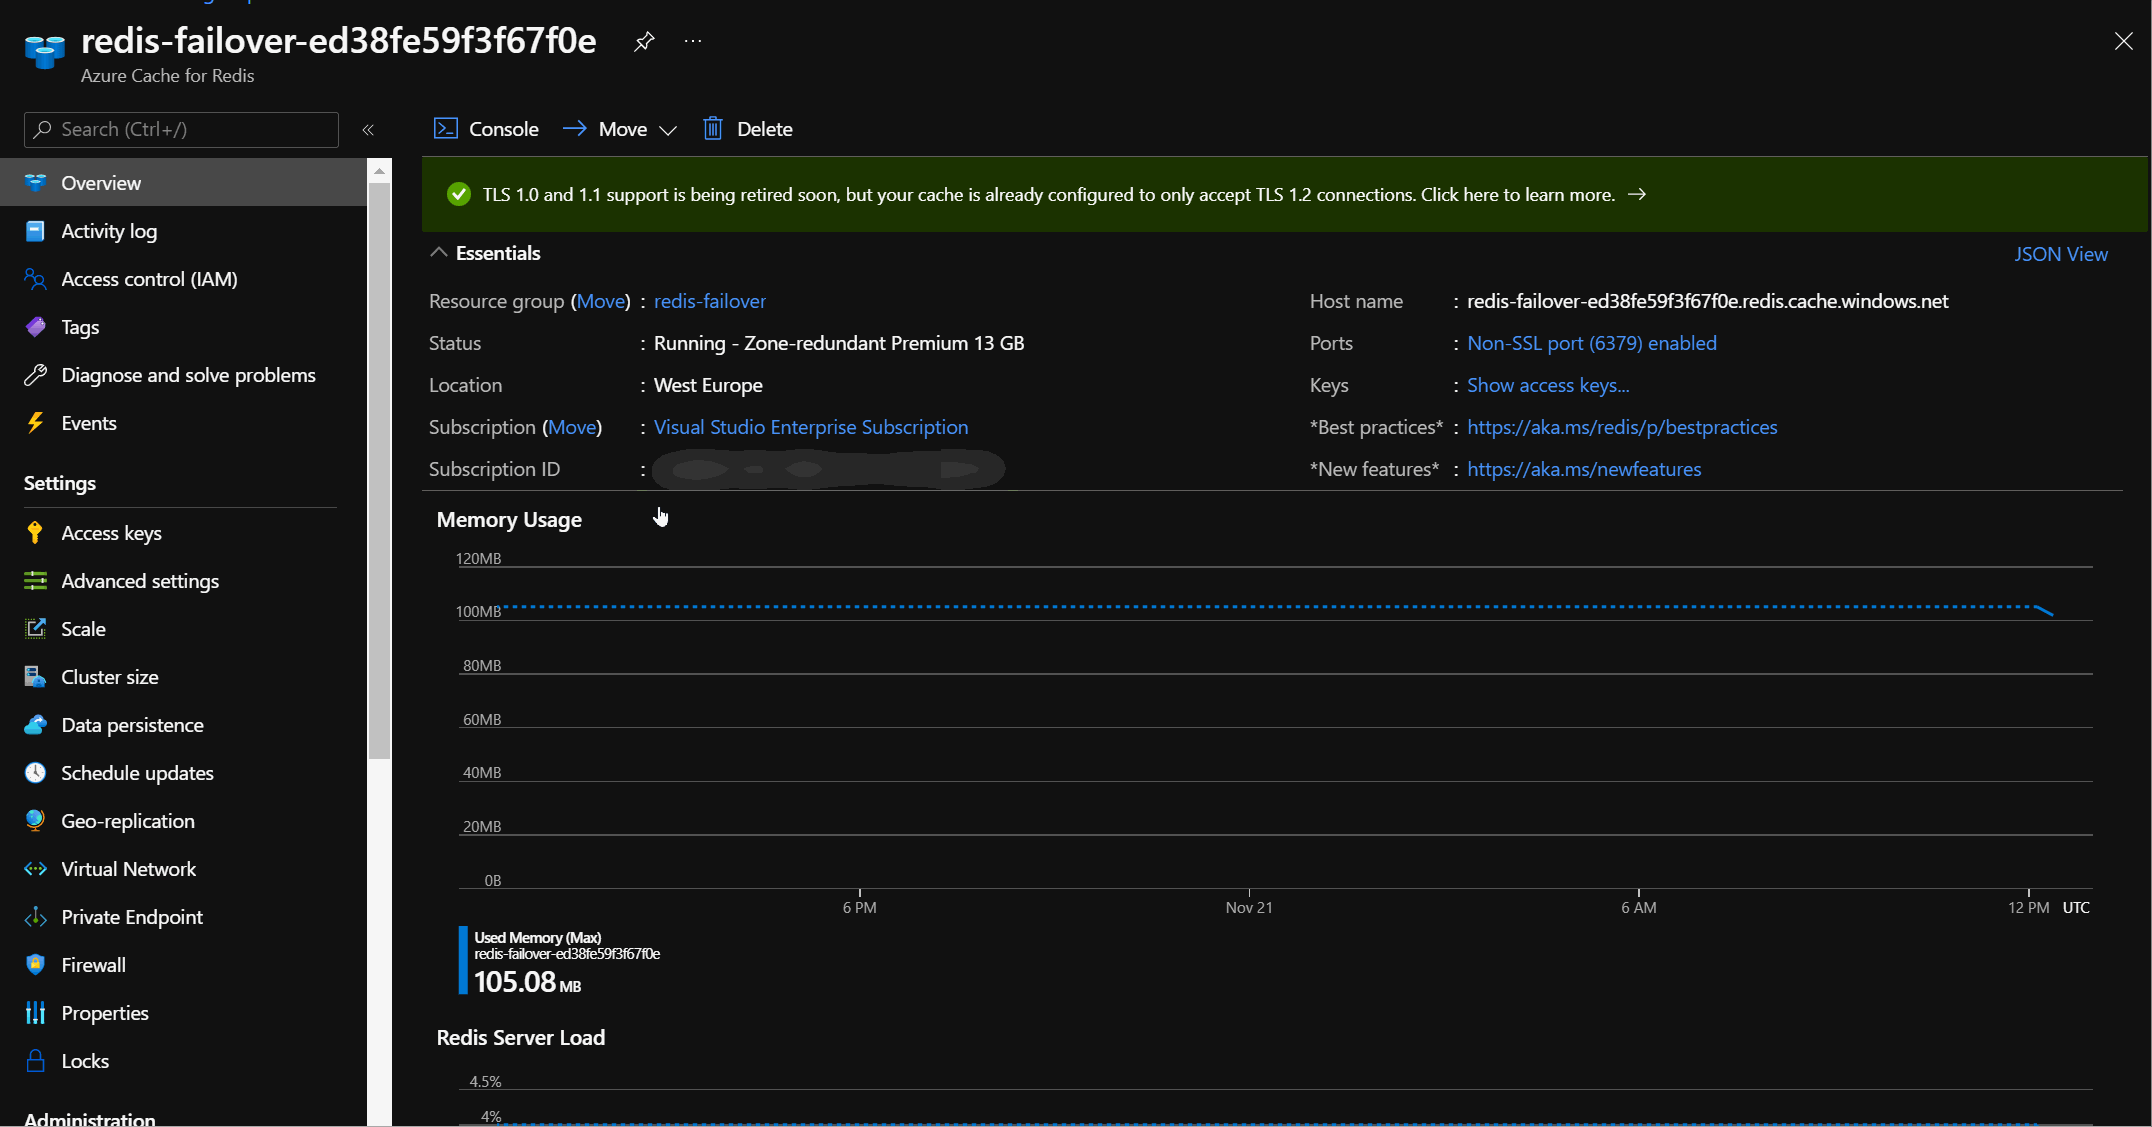 redis-failover-ed38fe59f3f67f0e
Azure Cache for Redis
Search (Ctrl+/)
Overview
Activity log
Access control (IAM)
Tags
Diagnose and solve problems
Events
Settings
Access keys
Advanced settings
Scale
Cluster size
Data persistence
Schedule updates
Geo-replication
Virtual Network
Private Endpoint
Firewall
Properties
Locks
Administration
Console Move Delete
TLS 1.0 and 1.1 support is being retired soon, but your cache is already configured to only accept TLS 1.2 connections. Click here to learn more. →
Essentials
JSON View
Resource group (Move) : redis-failover
Status : Running - Zone-redundant Premium 13 GB
Location : West Europe
Subscription (Move) : Visual Studio Enterprise Subscription
Subscription ID :
Host name : redis-failover-ed38fe59f3f67f0e.redis.cache.windows.net
Ports : Non-SSL port (6379) enabled
Keys : Show access keys...
*Best practices* : https://aka.ms/redis/p/bestpractices
*New features* : https://aka.ms/newfeatures
Memory Usage
120MB
100MB
80MB
60MB
40MB
20MB
0B
6 PM Nov 21 6 AM 12 PM UTC
Used Memory (Max)
redis-failover-ed38fe59f3f67f0e
105.08 MB
Redis Server Load
4.5%
4%